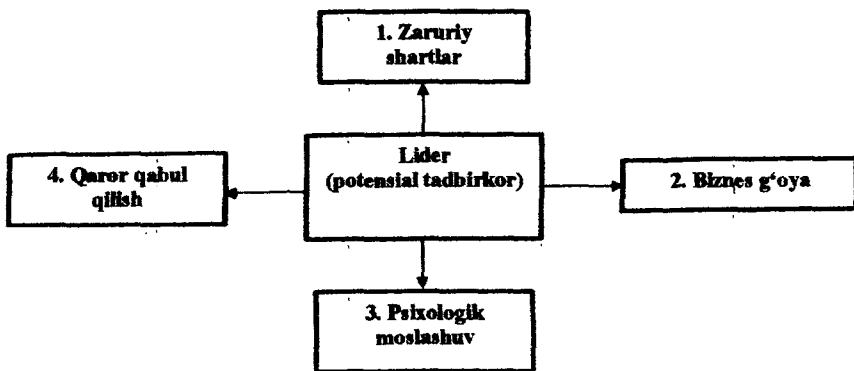 1. Zaruriy
shartlar
Lider
(potensial tadbirkor)
4. Qaror qabul
qilish
2. Biznes g‘oya
3. Psixologik
moslashuv